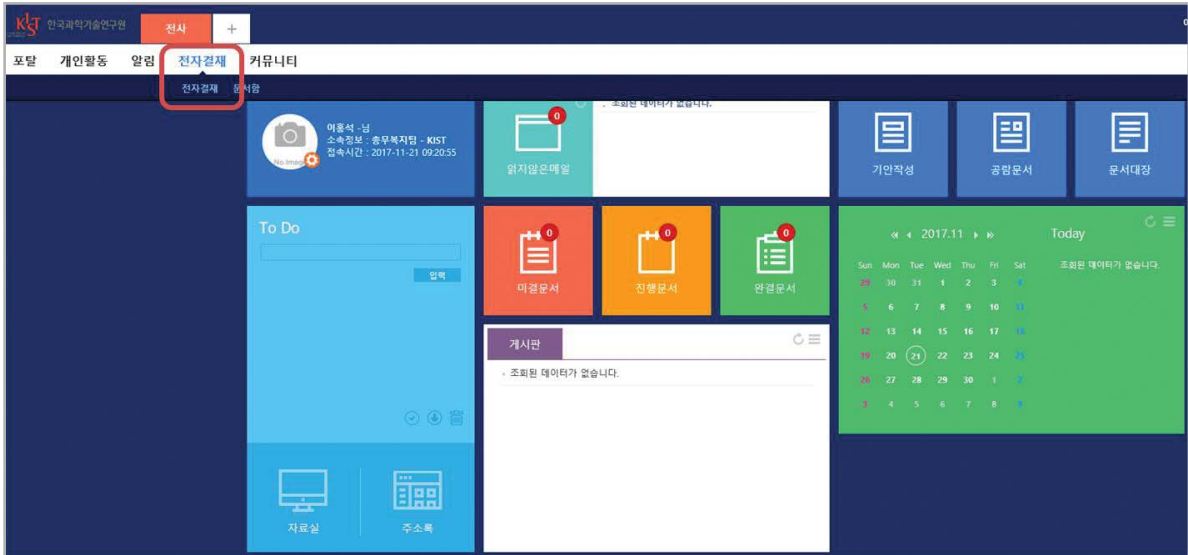 KIST 한국과학기술연구원
전사
+
포탈 개인활동 알림 전자결재 커뮤니티
전자결재 문서함
No Image
이홍석 -님
소속정보 : 총무복지팀 - KIST
접속시간 : 2017-11-21 09:20:55
0
읽지않은메일
조회된 데이터가 없습니다.
기안작성
공람문서
문서대장
To Do
입력
0
미결문서
0
진행문서
0
완결문서
게시판
조회된 데이터가 없습니다.
2017.11
Today
조회된 데이터가 없습니다.
Sun Mon Tue Wed Thu Fri Sat
29 30 31 1 2 3 4
5 6 7 8 9 10 11
12 13 14 15 16 17 18
19 20 21 22 23 24 25
26 27 28 29 30 1 2
3 4 5 6 7 8 9
자료실
주소록